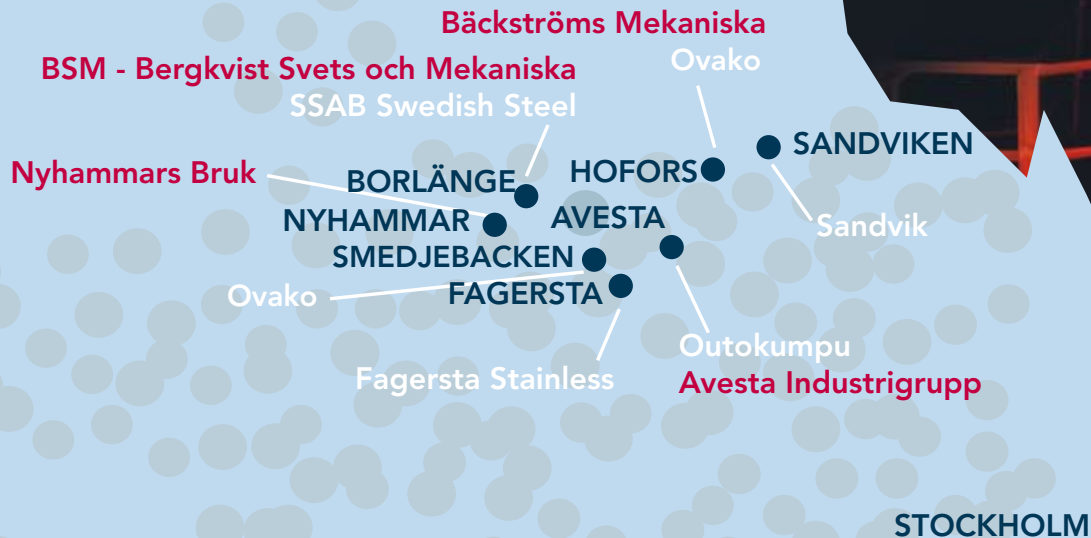 Bäckströms Mekaniska
Ovako
BSM - Bergkvist Svets och Mekaniska
SSAB Swedish Steel
SANDVIKEN
HOFORS
Nyhammars Bruk
BORLÄNGE
NYHAMMAR
AVESTA
Sandvik
SMEDJEBACKEN
Ovako
FAGERSTA
Outokumpu
Fagersta Stainless
Avesta Industrigrupp
STOCKHOLM